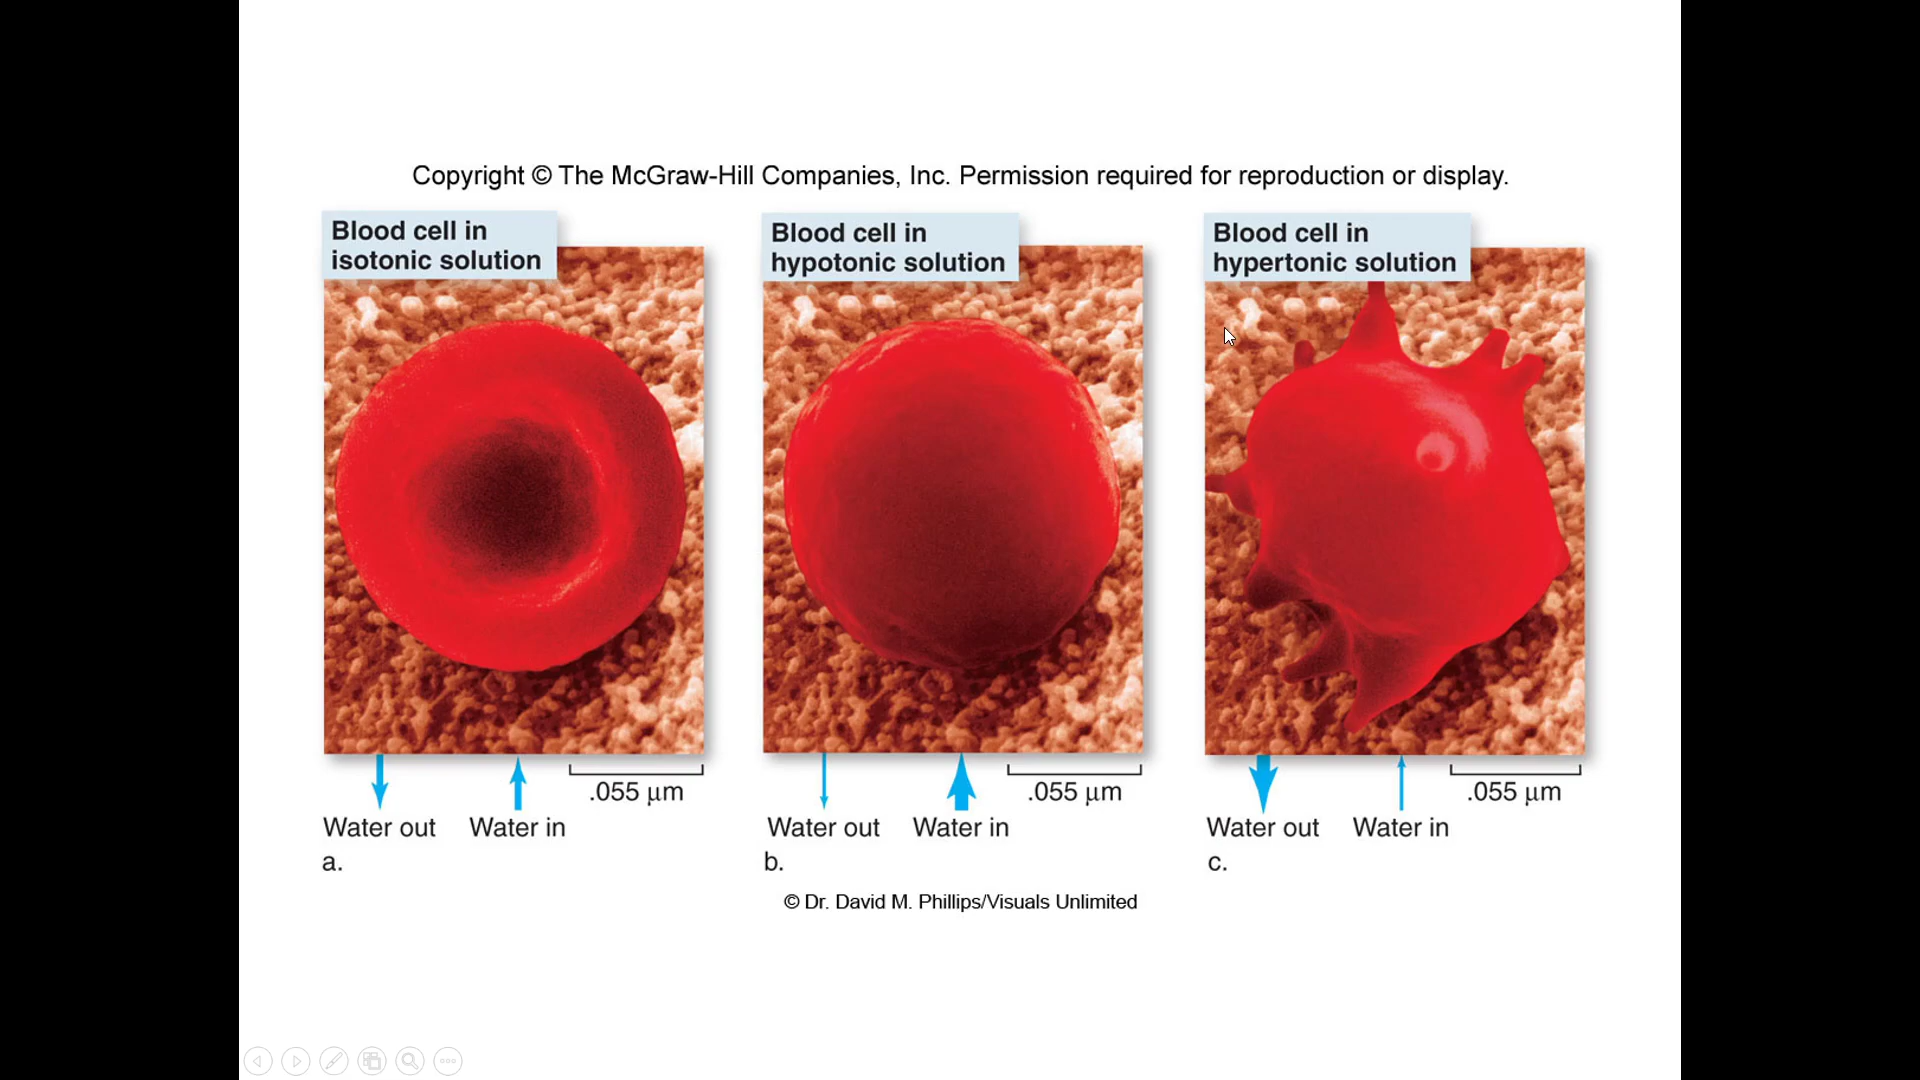 Copyright © The McGraw-Hill Companies, Inc. Permission required for reproduction or display.
Blood cell in
isotonic solution
Blood cell in
hypotonic solution
Blood cell in
hypertonic solution
.055 µm
Water out Water in
a.
.055 µm
Water out Water in
b.
.055 µm
Water out Water in
c.
© Dr. David M. Phillips/Visuals Unlimited